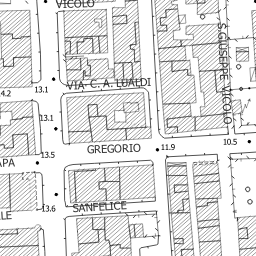 VICOLO
S.GIUSEPPE VICOLO
VIA C. A. LUALDI
13.1
14.2
13.1
GREGORIO
11.9
10.5
13.5
APA
13.6
SANFELICE
LE